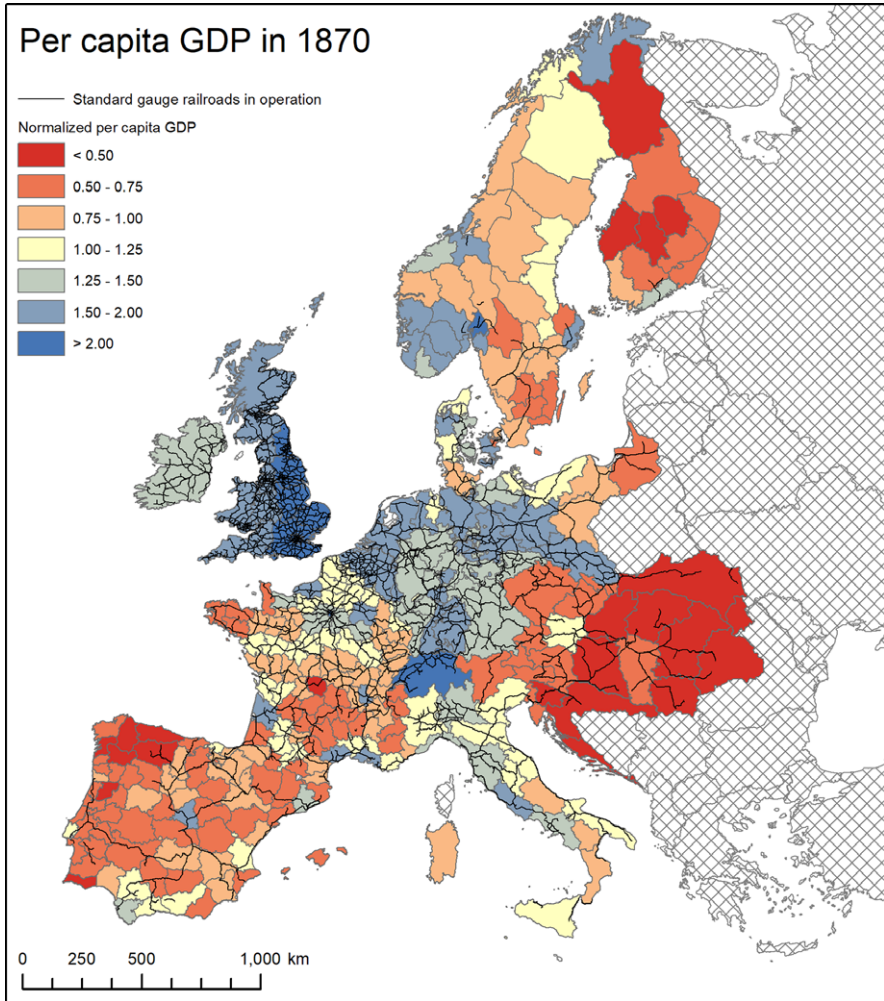 Per capita GDP in 1870
Standard gauge railroads in operation
Normalized per capita GDP
< 0.50
0.50 - 0.75
0.75 - 1.00
1.00 - 1.25
1.25 - 1.50
1.50 - 2.00
> 2.00
0 250 500 1,000 km